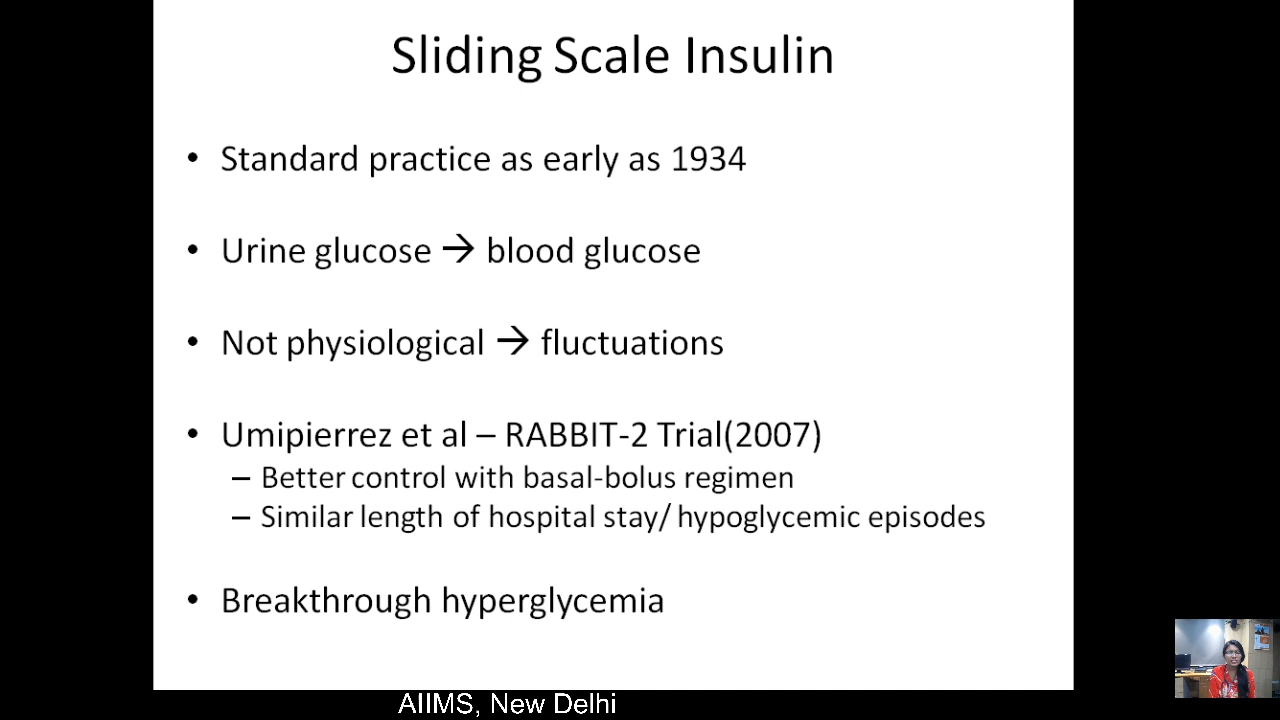 Sliding Scale Insulin
• Standard practice as early as 1934
• Urine glucose → blood glucose
• Not physiological → fluctuations
• Umipierrez et al – RABBIT-2 Trial(2007)
– Better control with basal-bolus regimen
– Similar length of hospital stay/ hypoglycemic episodes
• Breakthrough hyperglycemia
AIIMS, New Delhi